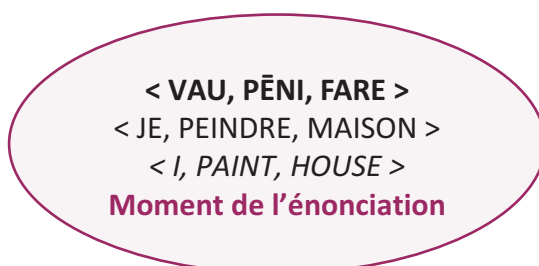 < VAU, PĒNI, FARE >
< JE, PEINDRE, MAISON >
< I, PAINT, HOUSE >
Moment de l’énonciation